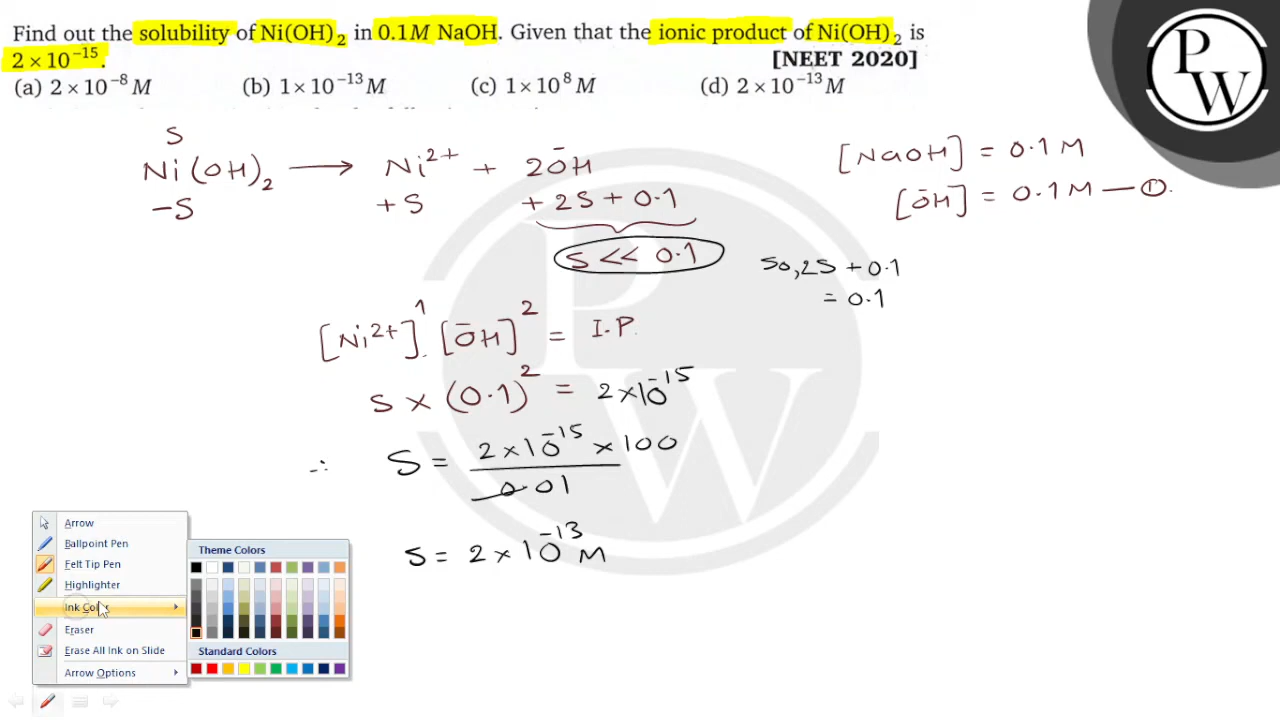 Find out the solubility of Ni(OH)₂ in 0.1M NaOH. Given that the ionic product of Ni(OH)₂ is
2 × 10⁻¹⁵.
[NEET 2020]
(a) 2 × 10⁻⁸ M (b) 1 × 10⁻¹³ M (c) 1 × 10⁸ M (d) 2 × 10⁻¹³ M
P
W
S
Ni(OH)₂ ⟶ Ni²⁺ + 2ŌH
−S +S +2S + 0.1
S << 0.1
[NaOH] = 0.1 M
[ŌH] = 0.1 M — ①.
So, 2S + 0.1
= 0.1
[Ni²⁺]¹ . [ŌH]² = I.P.
S × (0.1)² = 2 × 10⁻¹⁵
∴ S = 2 × 10⁻¹⁵ × 100
0.01
S = 2 × 10⁻¹³ M
Arrow
Ballpoint Pen
Felt Tip Pen
Highlighter
Ink Color
Eraser
Erase All Ink on Slide
Arrow Options
Theme Colors
Standard Colors
P
W